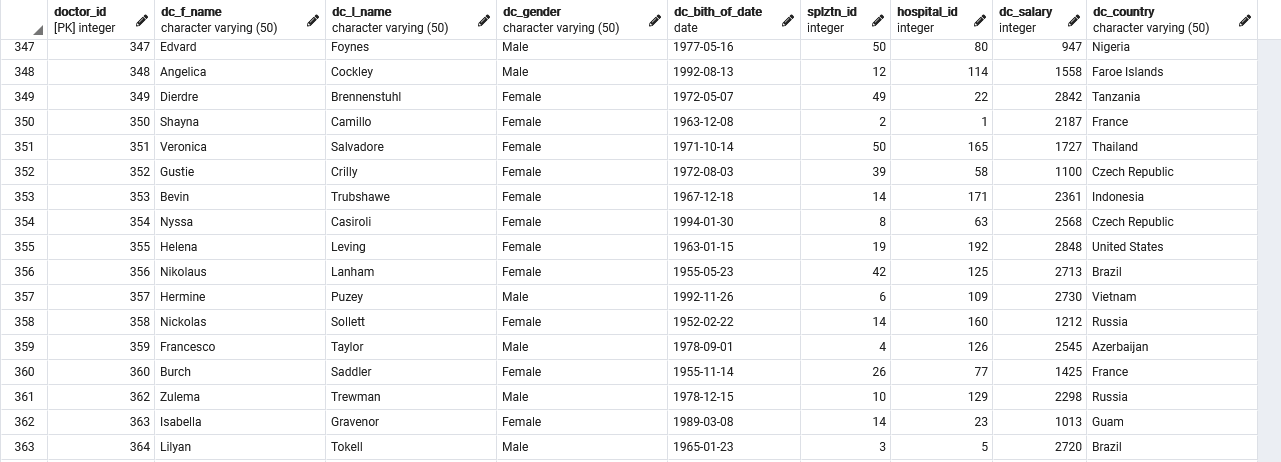 doctor_id dc_f_name dc_l_name dc_gender dc_bith_of_date splztn_id hospital_id dc_salary dc_country
[PK] integer character varying (50) character varying (50) character varying (50) date integer integer integer character varying (50)
347 347 Edvard Foynes Male 1977-05-16 50 80 947 Nigeria
348 348 Angelica Cockley Male 1992-08-13 12 114 1558 Faroe Islands
349 349 Dierdre Brennenstuhl Female 1972-05-07 49 22 2842 Tanzania
350 350 Shayna Camillo Female 1963-12-08 2 1 2187 France
351 351 Veronica Salvadore Female 1971-10-14 50 165 1727 Thailand
352 352 Gustie Crilly Female 1972-08-03 39 58 1100 Czech Republic
353 353 Bevin Trubshawe Female 1967-12-18 14 171 2361 Indonesia
354 354 Nyssa Casiroli Female 1994-01-30 8 63 2568 Czech Republic
355 355 Helena Leving Female 1963-01-15 19 192 2848 United States
356 356 Nikolaus Lanham Female 1955-05-23 42 125 2713 Brazil
357 357 Hermine Puzey Male 1992-11-26 6 109 2730 Vietnam
358 358 Nickolas Sollett Female 1952-02-22 14 160 1212 Russia
359 359 Francesco Taylor Male 1978-09-01 4 126 2545 Azerbaijan
360 360 Burch Saddler Female 1955-11-14 26 77 1425 France
361 362 Zulema Trewman Male 1978-12-15 10 129 2298 Russia
362 363 Isabella Gravenor Female 1989-03-08 14 23 1013 Guam
363 364 Lilyan Tokell Male 1965-01-23 3 5 2720 Brazil